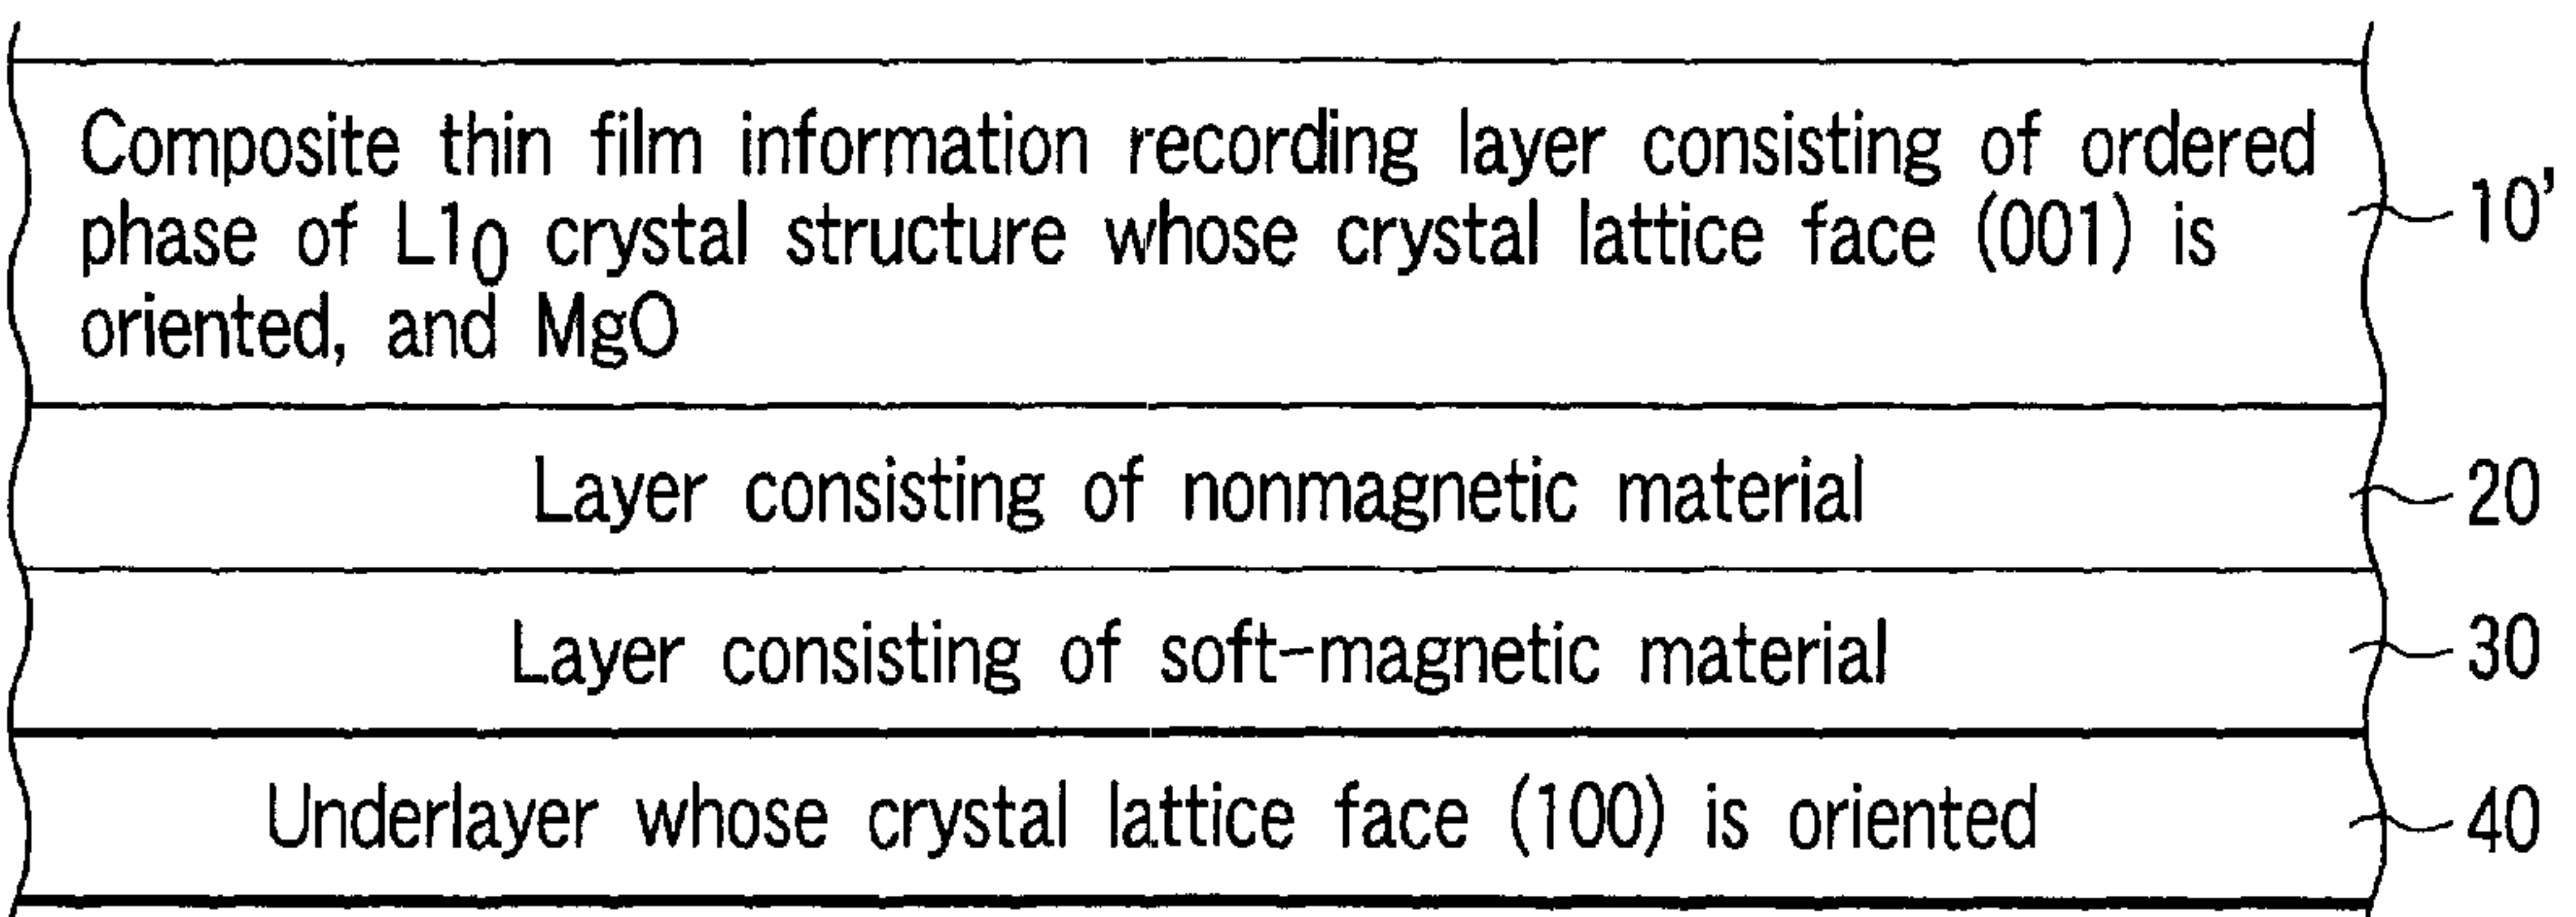 Composite thin film information recording layer consisting of ordered
phase of L1₀ crystal structure whose crystal lattice face (001) is
oriented, and MgO
10'
Layer consisting of nonmagnetic material
20
Layer consisting of soft-magnetic material
30
Underlayer whose crystal lattice face (100) is oriented
40